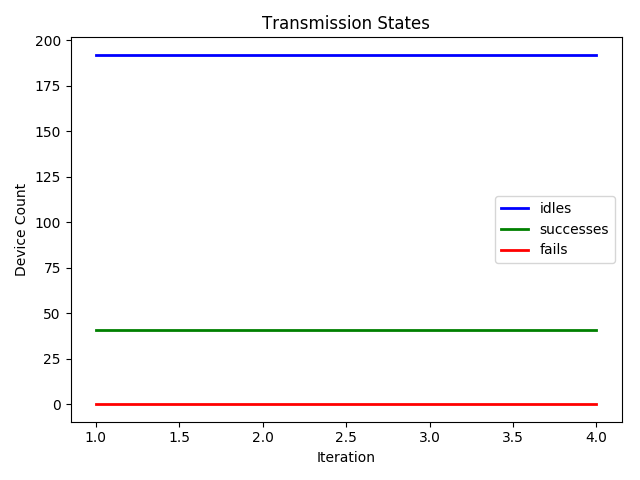 Transmission States
200
175
150
125
100
75
50
25
0
Device Count
idles
successes
fails
1.0 1.5 2.0 2.5 3.0 3.5 4.0
Iteration